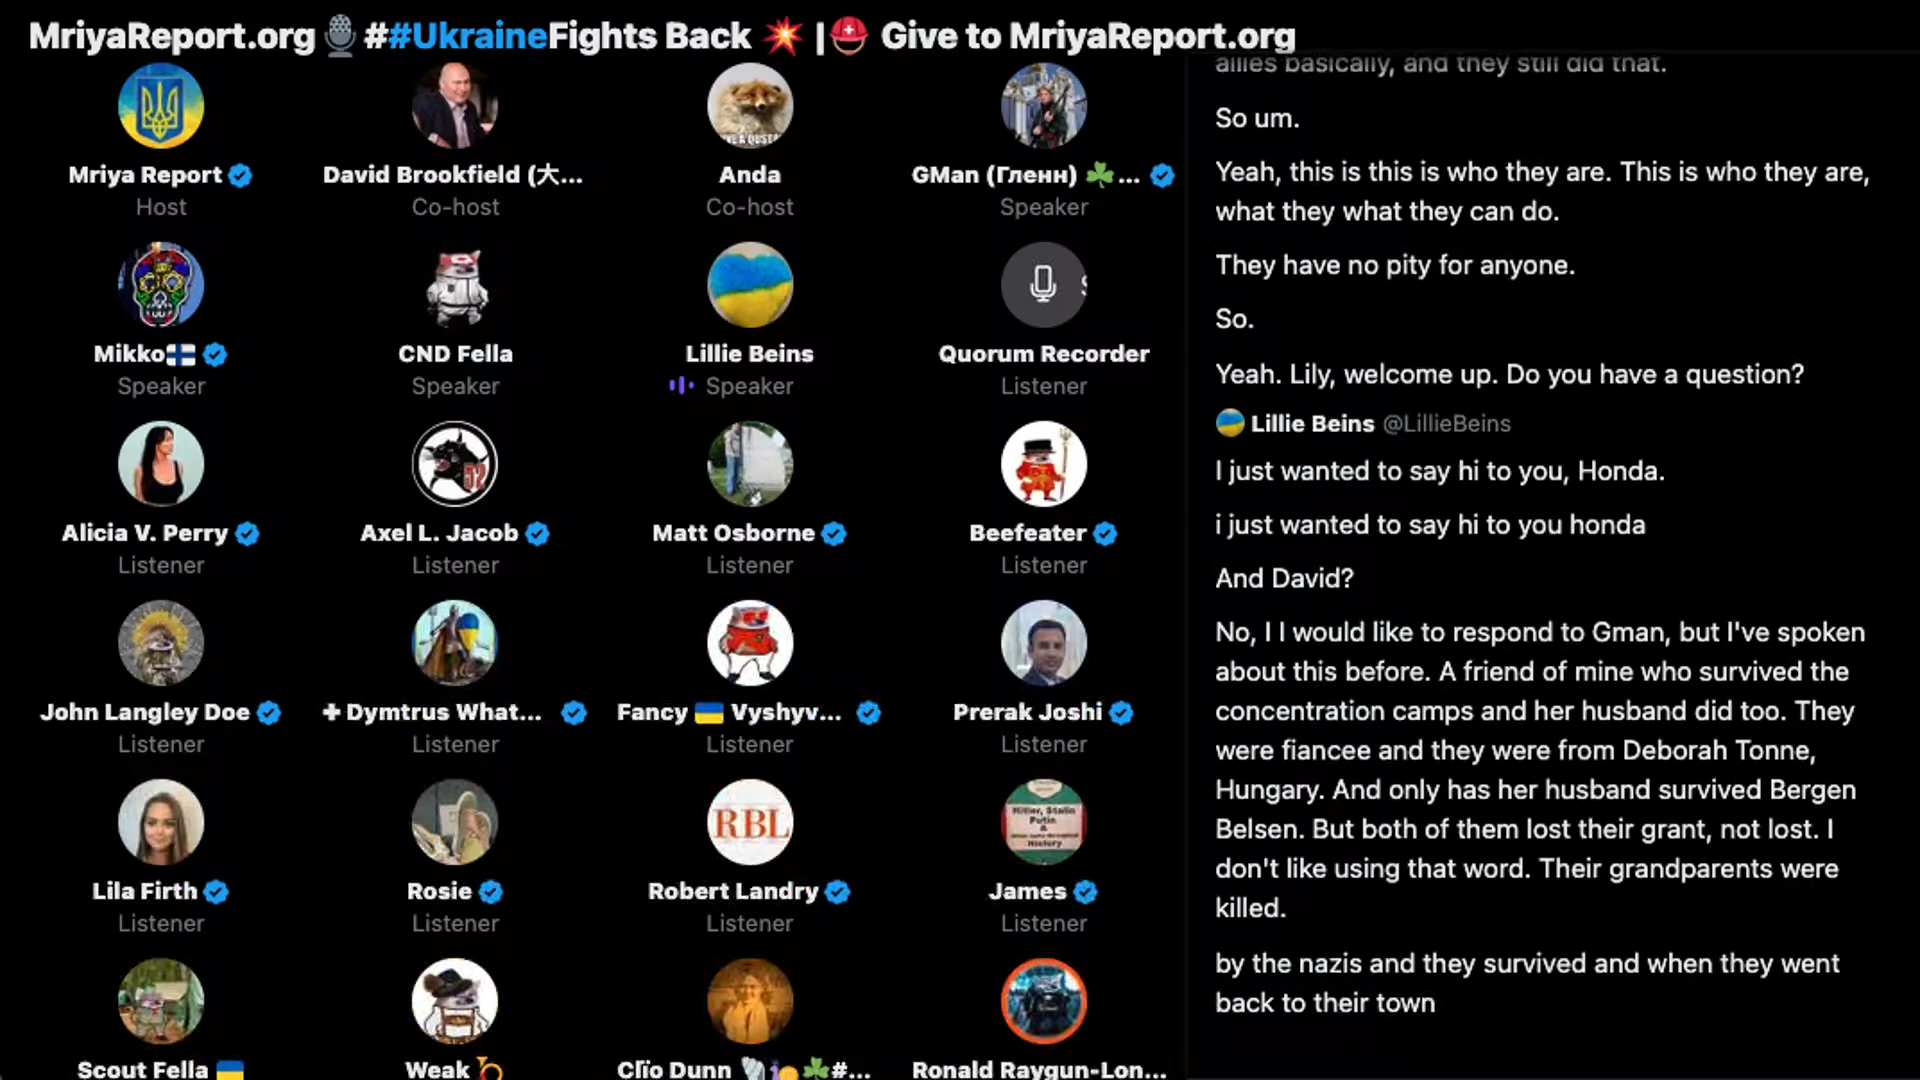 MriyaReport.org🎙️##UkraineFights Back 💥 |⛑️ Give to MriyaReport.org
Mriya Report
Host
David Brookfield (大...
Co-host
Anda
Co-host
GMan (Гленн) ☘️...
Speaker
Mikko🇫🇮
Speaker
CND Fella
Speaker
Lillie Beins
Speaker
Quorum Recorder
Listener
Alicia V. Perry
Listener
Axel L. Jacob
Listener
Matt Osborne
Listener
Beefeater
Listener
John Langley Doe
Listener
✚ Dymtrus What...
Listener
Fancy 🇺🇦 Vyshyv...
Listener
Prerak Joshi
Listener
Lila Firth
Listener
Rosie
Listener
RBL
Robert Landry
Listener
Hitler, Stalin
Putin
&
History
James
Listener
Scout Fella 🇺🇦
Weak
Clïo Dunn ☘️#...
Ronald Raygun-Lon...
allies basically, and they still did that.
So um.
Yeah, this is this is who they are. This is who they are,
what they what they can do.
They have no pity for anyone.
So.
Yeah. Lily, welcome up. Do you have a question?
Lillie Beins @LillieBeins
I just wanted to say hi to you, Honda.
i just wanted to say hi to you honda
And David?
No, I I would like to respond to Gman, but I've spoken
about this before. A friend of mine who survived the
concentration camps and her husband did too. They
were fiancee and they were from Deborah Tonne,
Hungary. And only has her husband survived Bergen
Belsen. But both of them lost their grant, not lost. I
don't like using that word. Their grandparents were
killed.
by the nazis and they survived and when they went
back to their town